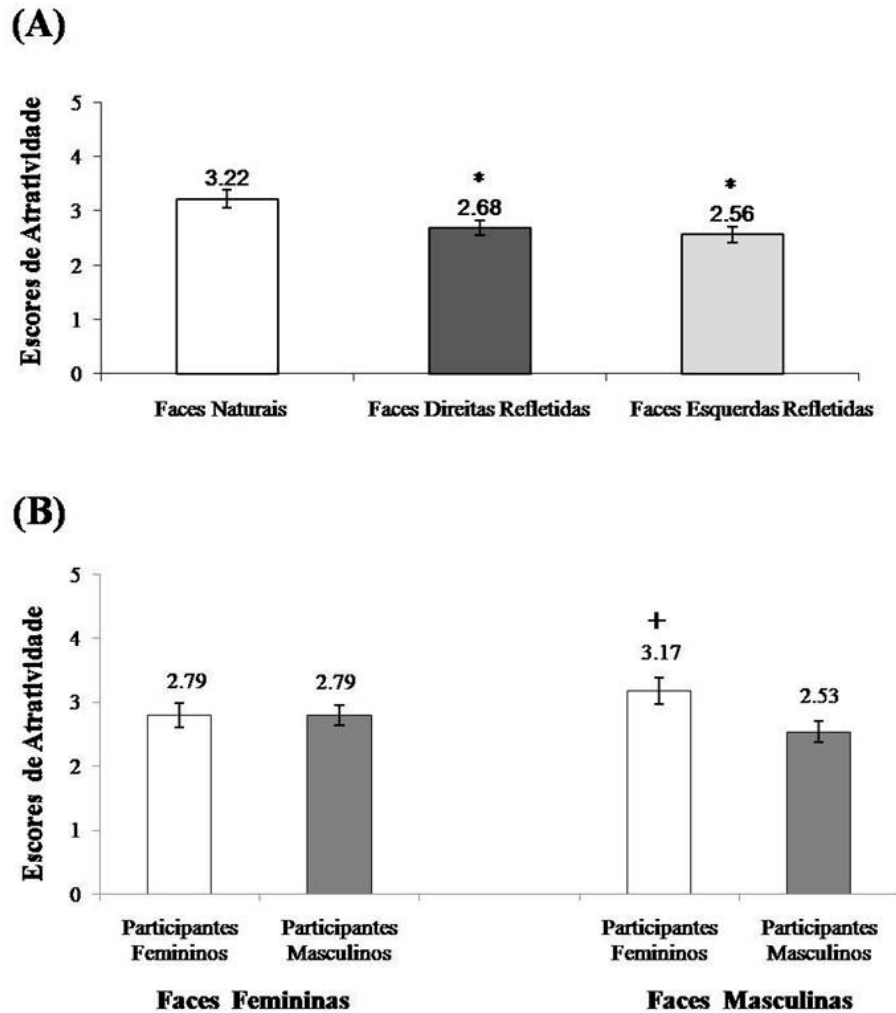 (A)
Escores de Atratividade
5
4
3
2
1
0
3.22
*
2.68
*
2.56
Faces Naturais
Faces Direitas Refletidas
Faces Esquerdas Refletidas
(B)
Escores de Atratividade
5
4
3
2
1
0
2.79
2.79
+
3.17
2.53
Participantes
Femininos
Participantes
Masculinos
Participantes
Femininos
Participantes
Masculinos
Faces Femininas
Faces Masculinas